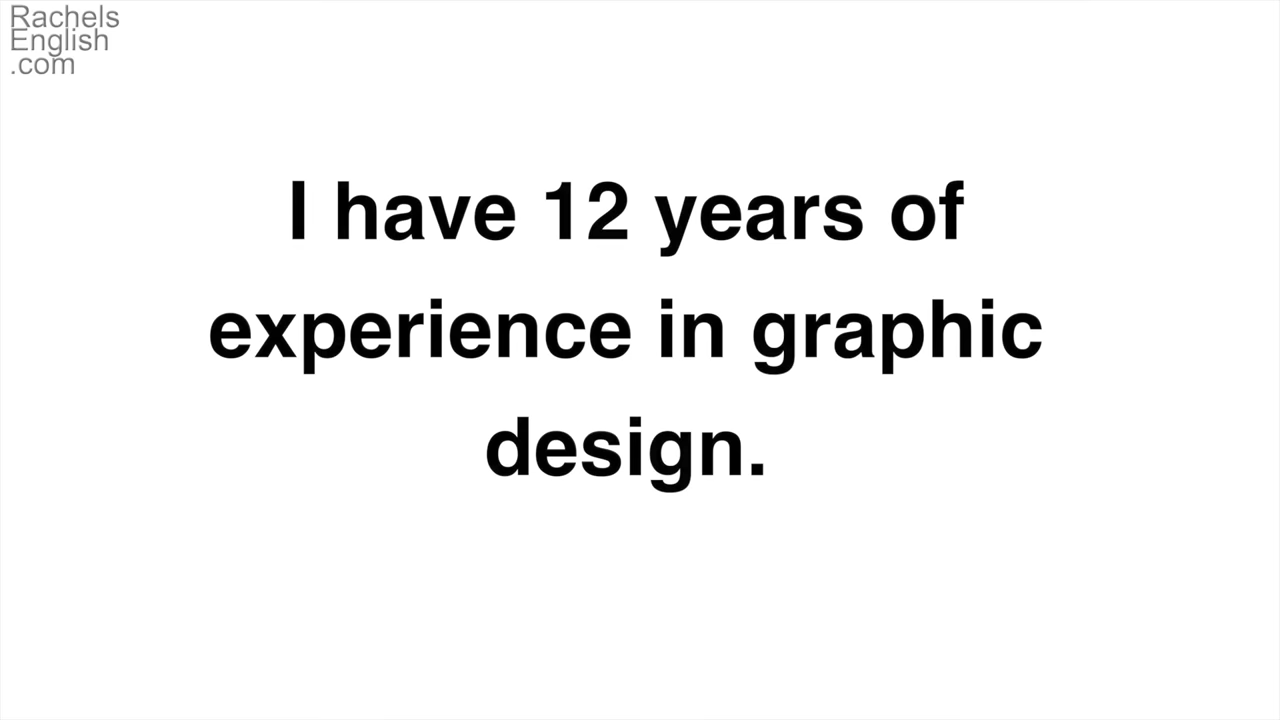 Rachels
English
.com
I have 12 years of
experience in graphic
design.